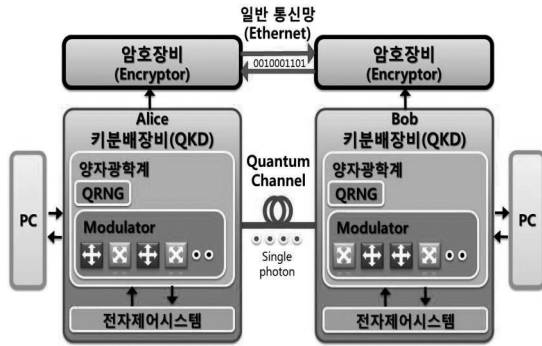 일반 통신망
(Ethernet)
암호장비
(Encryptor)
0010001101
암호장비
(Encryptor)
Alice
키분배장비(QKD)
양자광학계
QRNG
Modulator
전자제어시스템
PC
Quantum
Channel
Single
photon
Bob
키분배장비(QKD)
양자광학계
QRNG
Modulator
전자제어시스템
PC